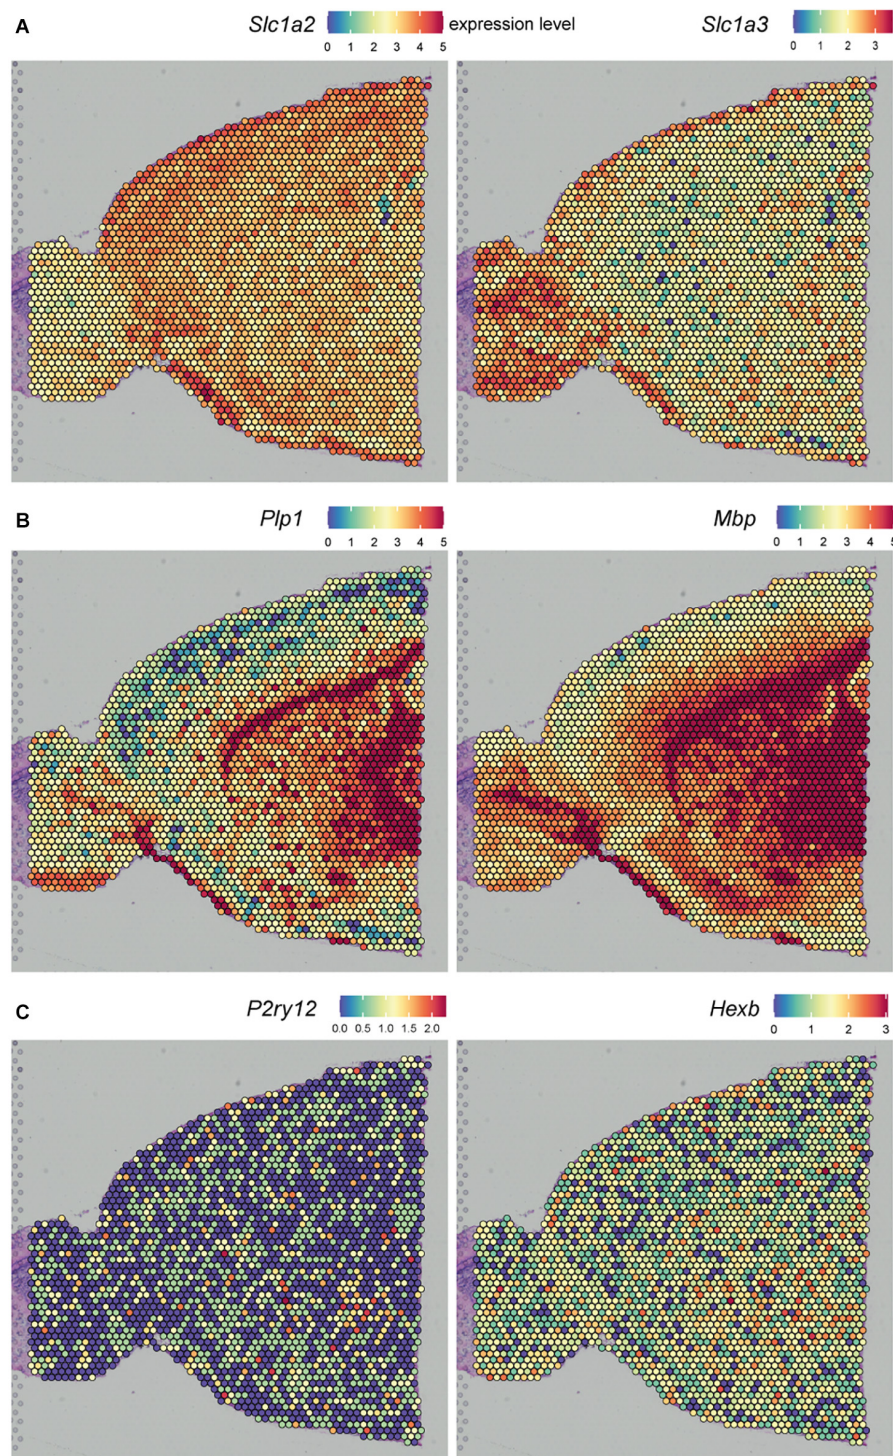 A Slc1a2 expression level Slc1a3
0 1 2 3 4 5 0 1 2 3
B Plp1 Mbp
0 1 2 3 4 5 0 1 2 3 4 5
C P2ry12 Hexb
0.0 0.5 1.0 1.5 2.0 0 1 2 3